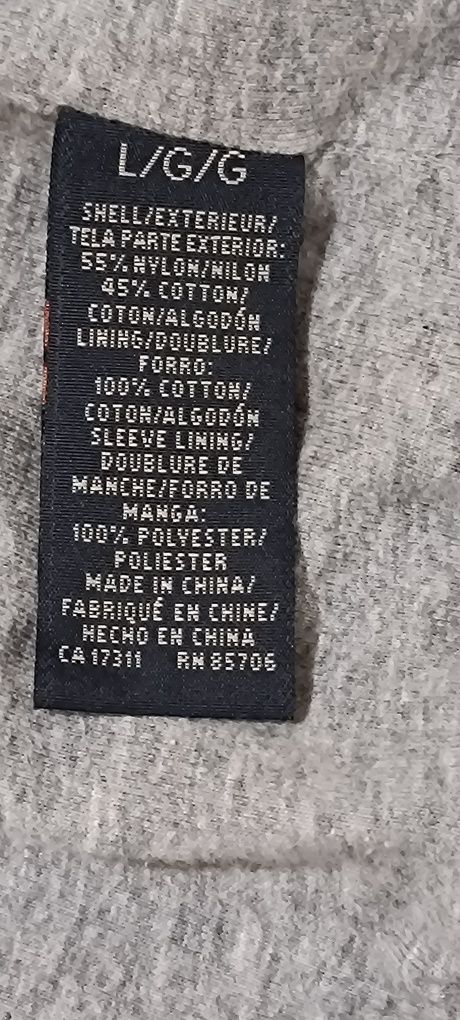 L/G/G
SHELL/EXTERIEUR/
TELA PARTE EXTERIOR:
55% NYLON/NILON
45% COTTON/
COTON/ALGODÓN
LINING/DOUBLURE/
FORRO:
100% COTTON/
COTON/ALGODÓN
SLEEVE LINING/
DOUBLURE DE
MANCHE/FORRO DE
MANGA:
100% POLYESTER/
POLIESTER
MADE IN CHINA/
FABRIQUÉ EN CHINE/
HECHO EN CHINA
CA 17311 RN 85706